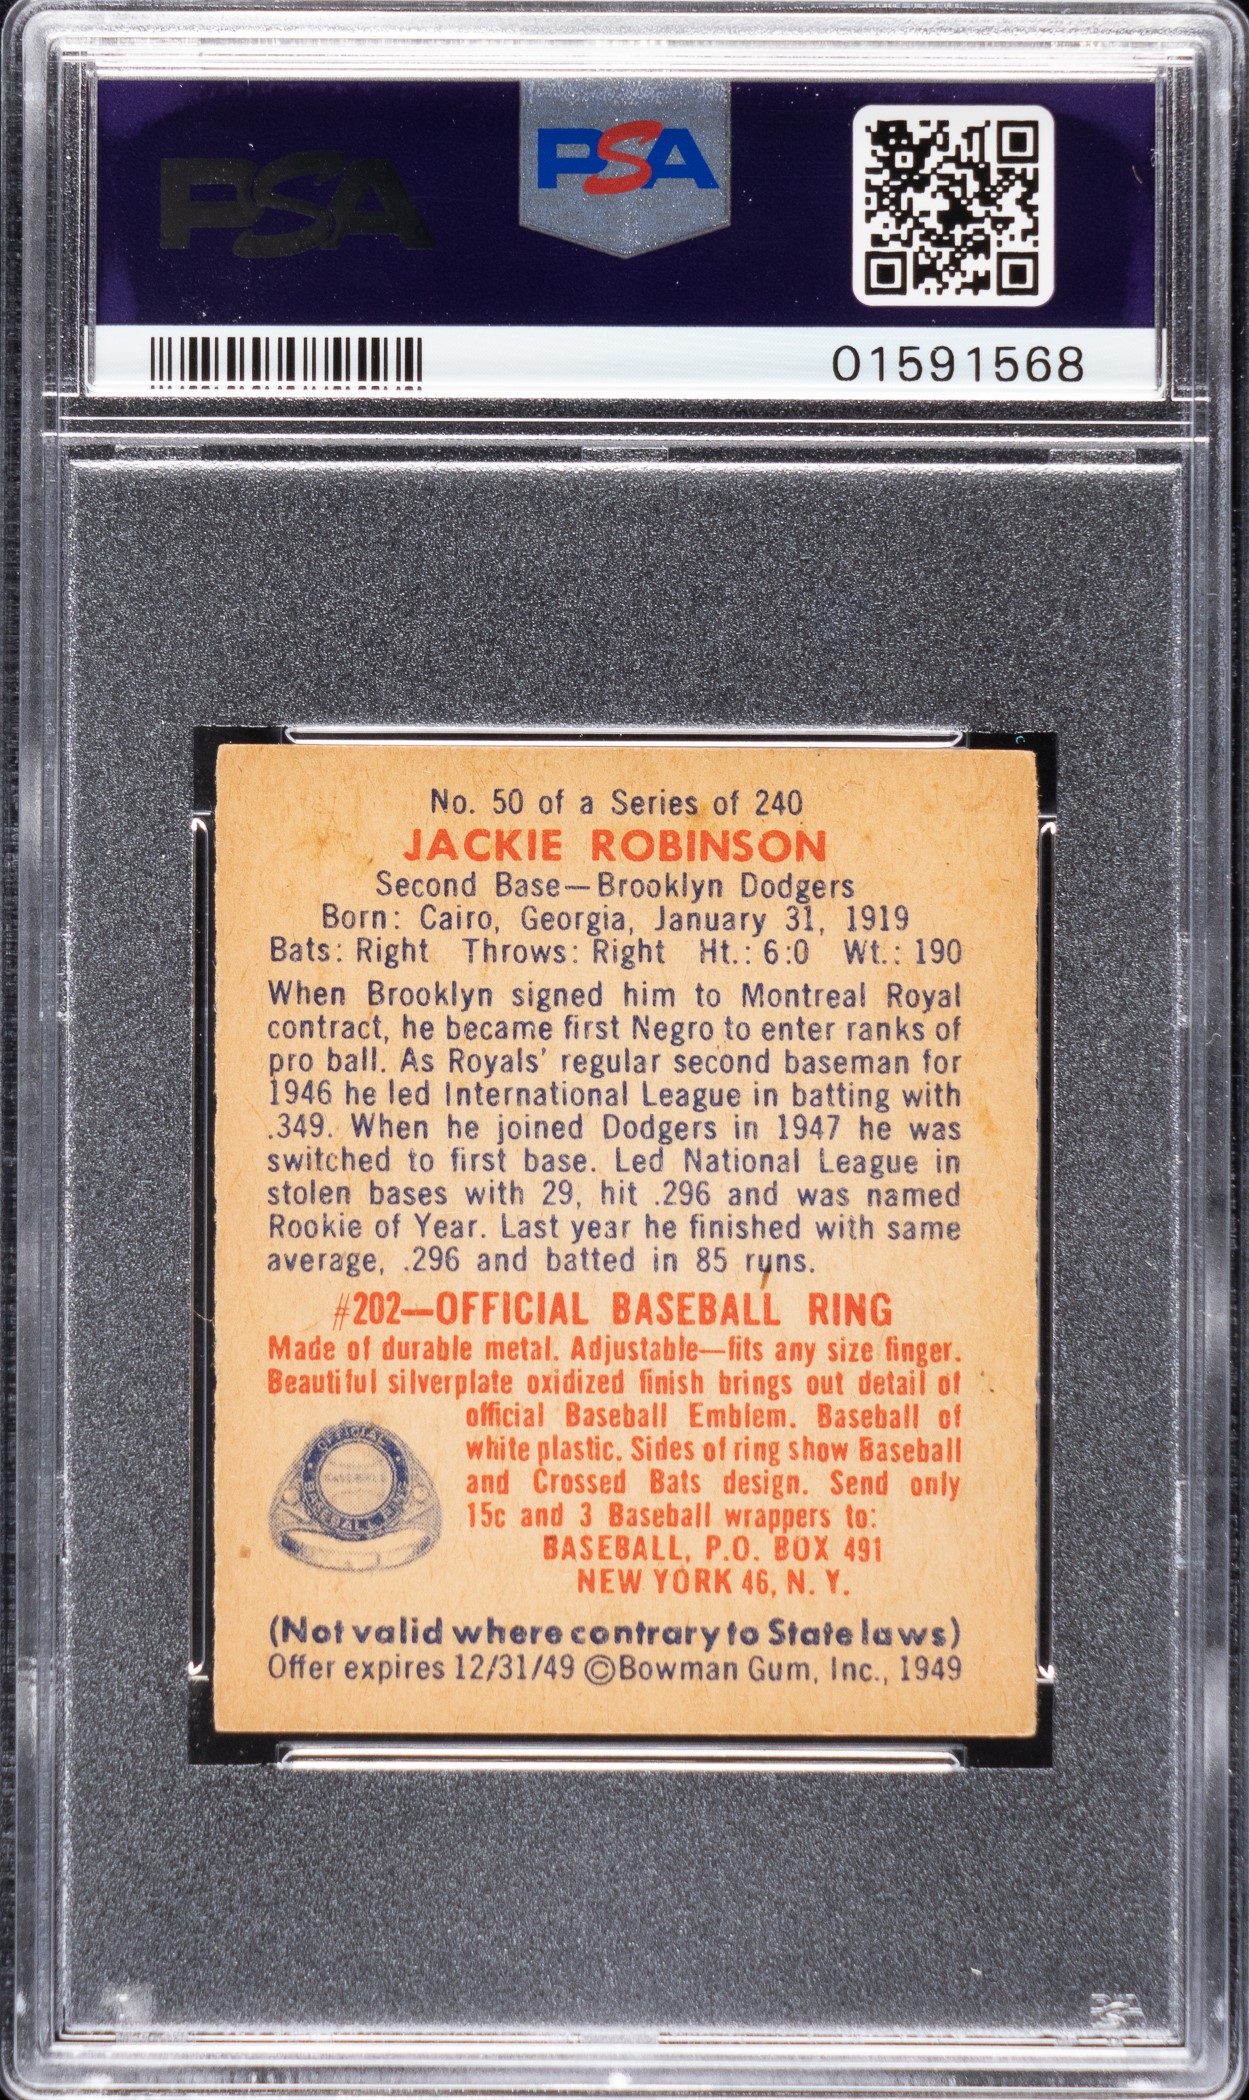 PSA
PSA
01591568
No. 50 of a Series of 240
JACKIE ROBINSON
Second Base—Brooklyn Dodgers
Born: Cairo, Georgia, January 31, 1919
Bats: Right Throws: Right Ht.: 6:0 Wt.: 190
When Brooklyn signed him to Montreal Royal
contract, he became first Negro to enter ranks of
pro ball. As Royals' regular second baseman for
1946 he led International League in batting with
.349. When he joined Dodgers in 1947 he was
switched to first base. Led National League in
stolen bases with 29, hit .296 and was named
Rookie of Year. Last year he finished with same
average, .296 and batted in 85 runs.
#202—OFFICIAL BASEBALL RING
Made of durable metal. Adjustable—fits any size finger.
Beautiful silverplate oxidized finish brings out detail of
official Baseball Emblem. Baseball of
white plastic. Sides of ring show Baseball
and Crossed Bats design. Send only
15c and 3 Baseball wrappers to:
BASEBALL, P.O. BOX 491
NEW YORK 46, N. Y.
OFFICIAL
BASEBALL
(Not valid where contrary to State laws)
Offer expires 12/31/49 ©Bowman Gum, Inc., 1949
PSA